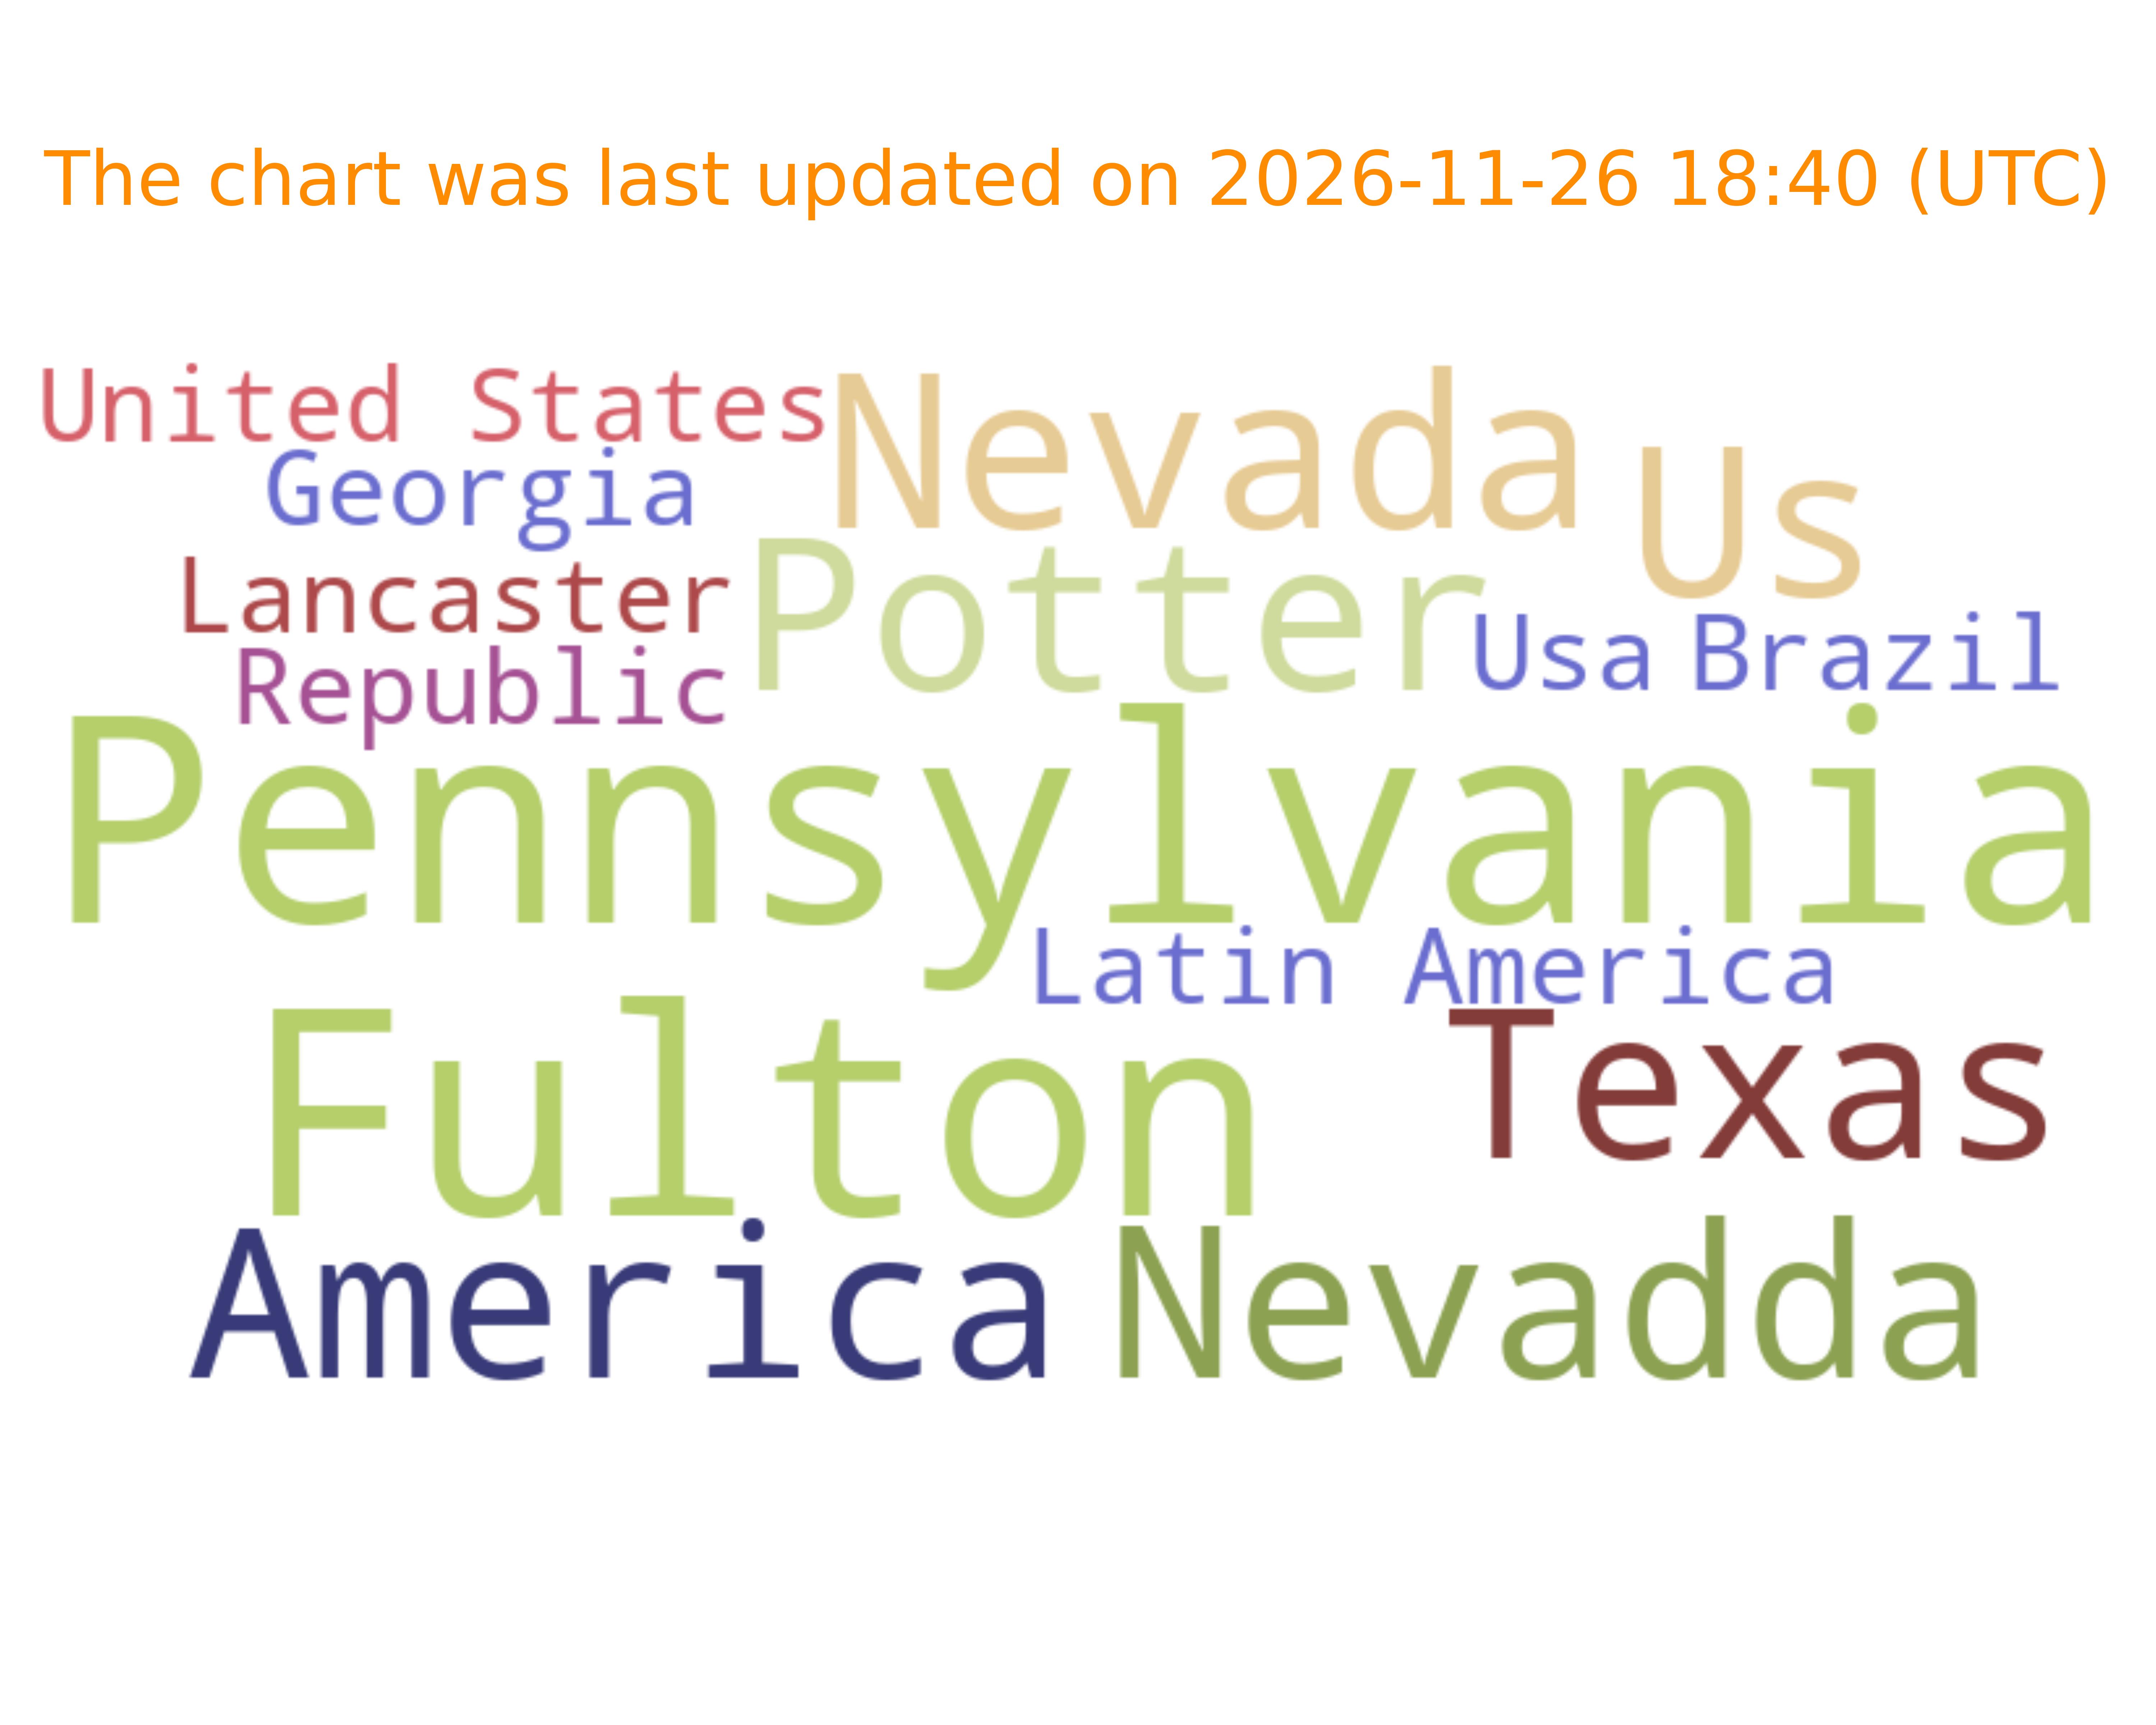 The chart was last updated on 2026-11-26 18:40 (UTC)
United States
Nevada
Us
Georgia
Lancaster
Potter
Usa
Brazil
Republic
Pennsylvania
Latin America
Fulton
Texas
America
Nevadda